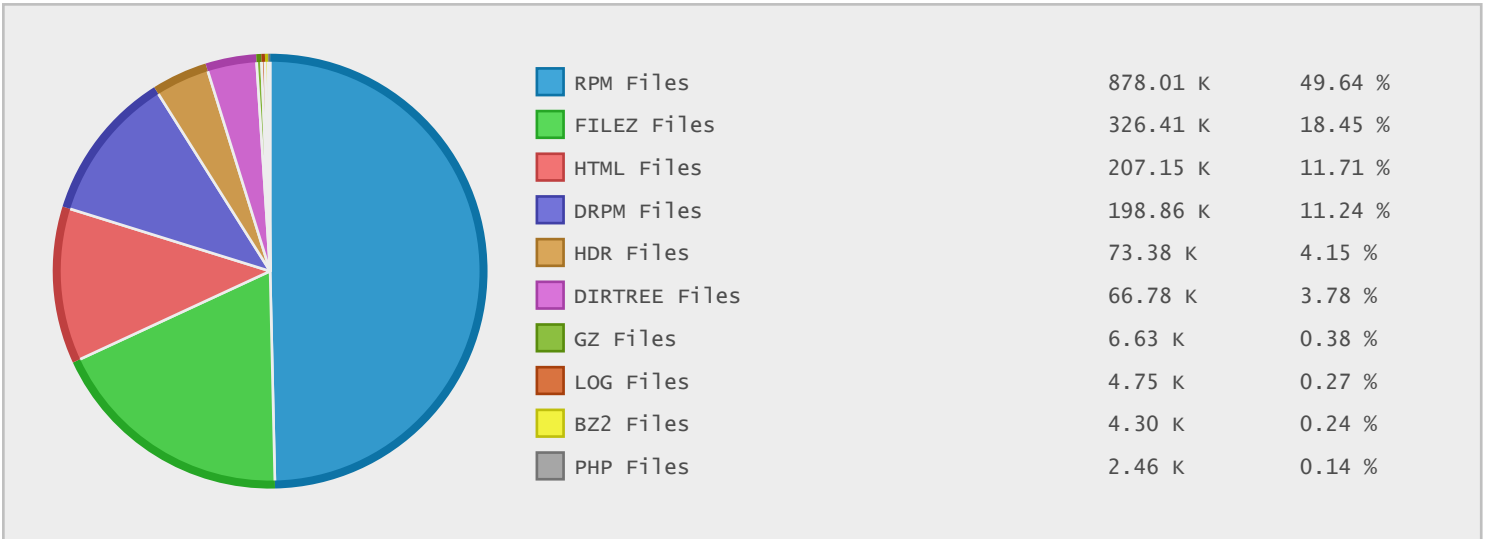 RPM Files 878.01 K 49.64 %
FILEZ Files 326.41 K 18.45 %
HTML Files 207.15 K 11.71 %
DRPM Files 198.86 K 11.24 %
HDR Files 73.38 K 4.15 %
DIRTREE Files 66.78 K 3.78 %
GZ Files 6.63 K 0.38 %
LOG Files 4.75 K 0.27 %
BZ2 Files 4.30 K 0.24 %
PHP Files 2.46 K 0.14 %